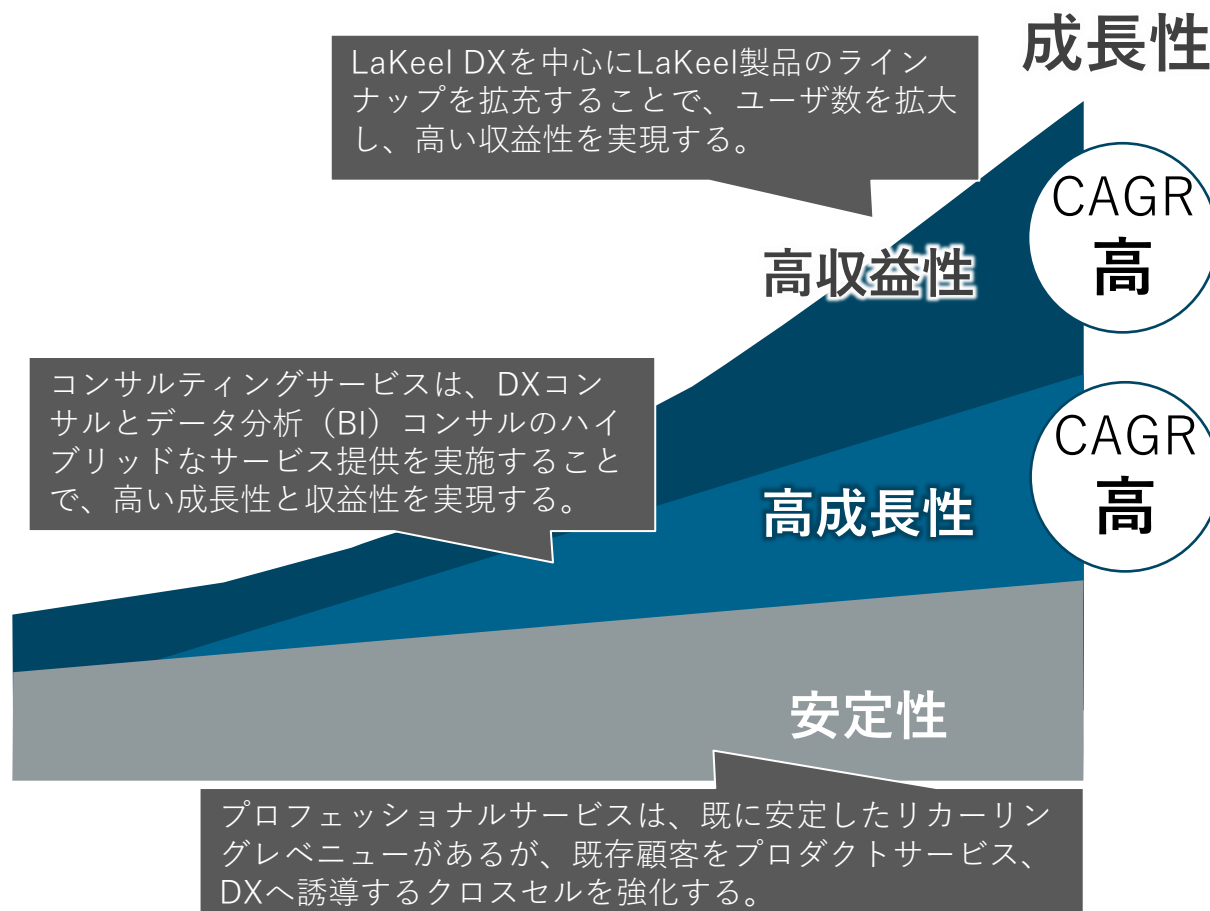 成長性
LaKeel DXを中心にLaKeel製品のライン
ナップを拡充することで、ユーザ数を拡大
し、高い収益性を実現する。
CAGR
高
高収益性
コンサルティングサービスは、DXコン
サルとデータ分析（BI）コンサルのハイ
ブリッドなサービス提供を実施すること
で、高い成長性と収益性を実現する。
CAGR
高
高成長性
安定性
プロフェッショナルサービスは、既に安定したリカーリン
グレベニューがあるが、既存顧客をプロダクトサービス、
DXへ誘導するクロスセルを強化する。